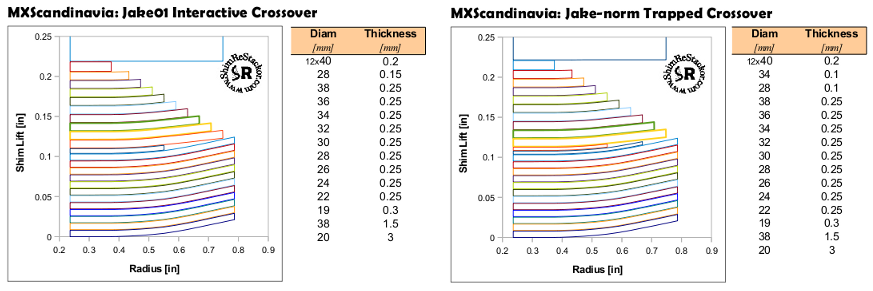 MXScandinavia: Jake01 Interactive Crossover
0.25
0.2
0.15
0.1
0.05
0
Shim Lift [in]
0.2 0.3 0.4 0.5 0.6 0.7 0.8 0.9
Radius [in]
www.ShimReStackor.com
SR
Diam Thickness
[mm] [mm]
12x40 0.2
28 0.15
38 0.25
36 0.25
34 0.25
32 0.25
30 0.25
28 0.25
26 0.25
24 0.25
22 0.25
19 0.3
38 1.5
20 3
MXScandinavia: Jake-norm Trapped Crossover
0.25
0.2
0.15
0.1
0.05
0
Shim Lift [in]
0.2 0.3 0.4 0.5 0.6 0.7 0.8 0.9
Radius [in]
www.ShimReStackor.com
SR
Diam Thickness
[mm] [mm]
12x40 0.2
34 0.1
28 0.1
38 0.25
36 0.25
34 0.25
32 0.25
30 0.25
28 0.25
26 0.25
24 0.25
22 0.25
19 0.3
38 1.5
20 3